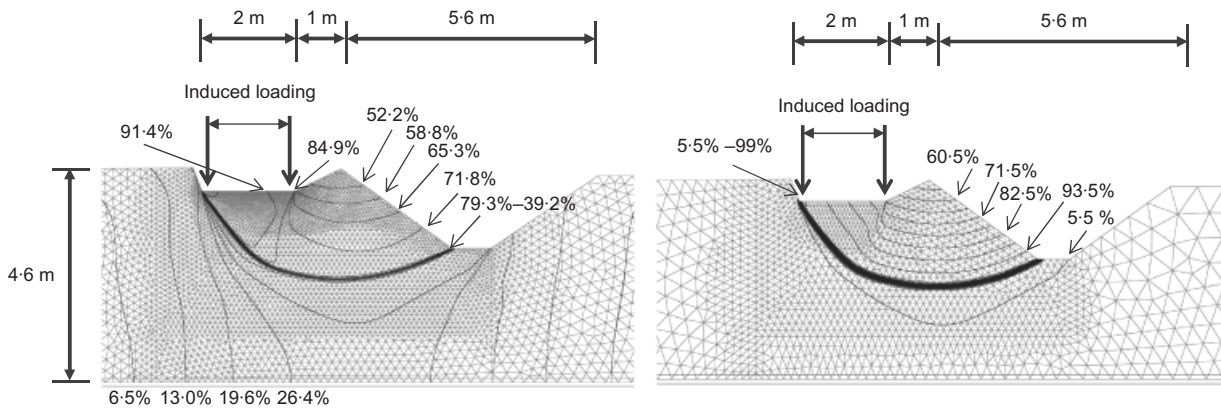 2 m 1 m 5·6 m
Induced loading
91·4%
84·9%
52·2%
58·8%
65·3%
71·8%
79·3%–39·2%
4·6 m
6·5% 13·0% 19·6% 26·4%
2 m 1 m 5·6 m
Induced loading
5·5% –99%
60·5%
71·5%
82·5%
93·5%
5·5 %